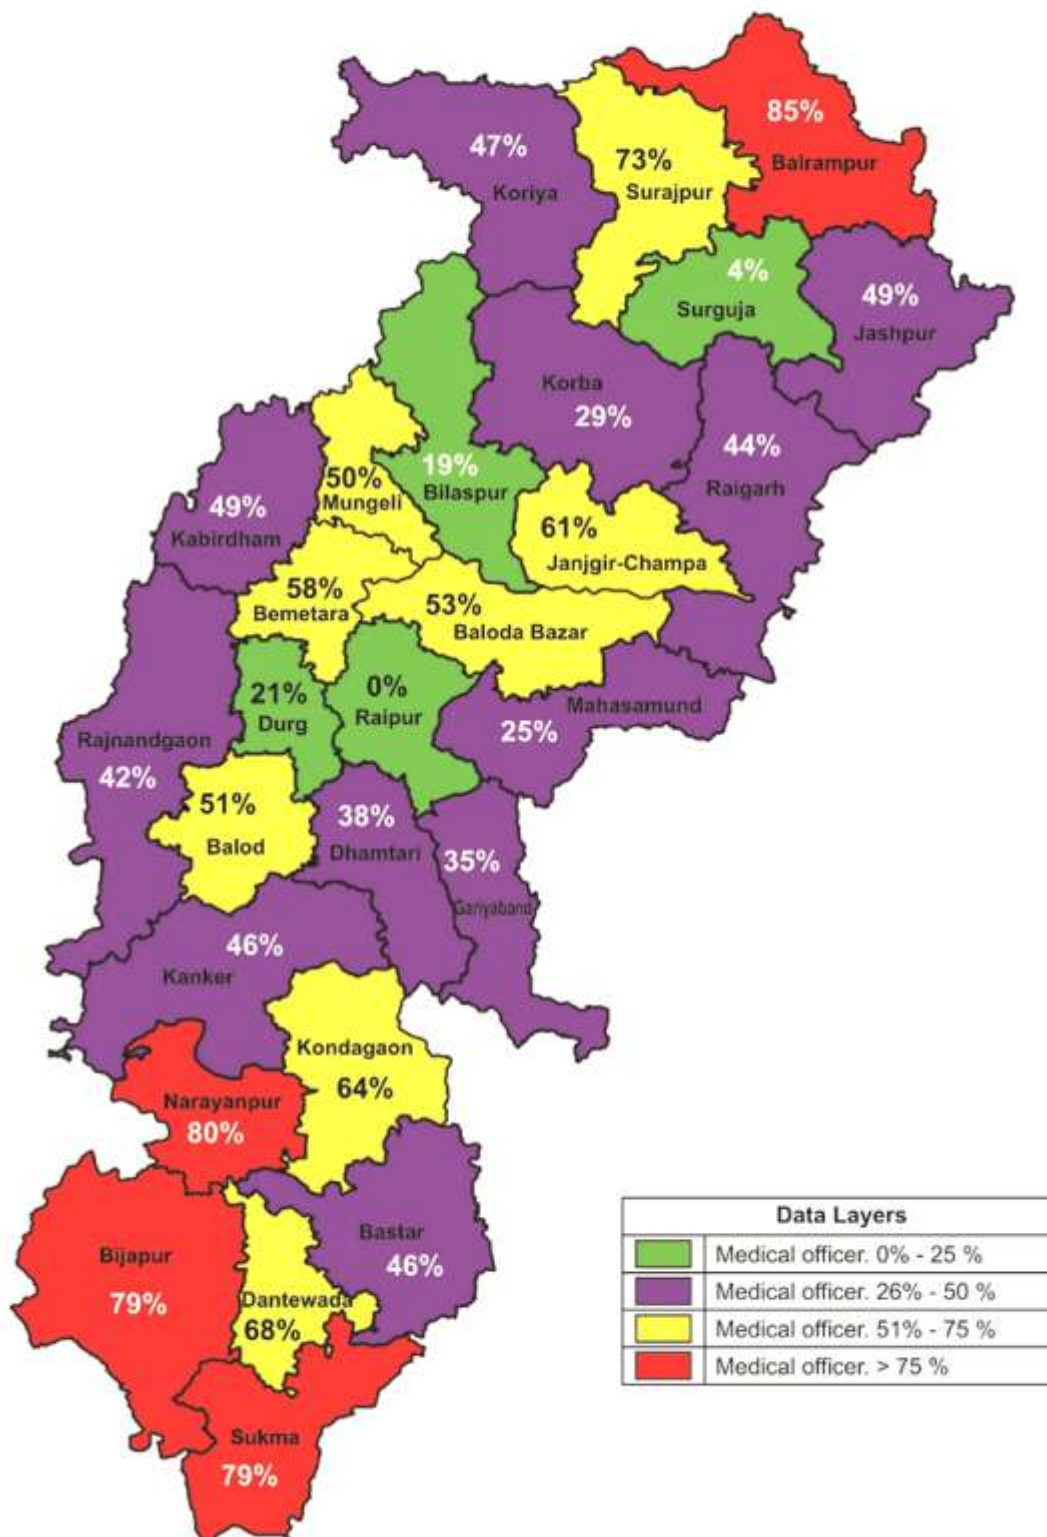 85%
Balrampur
47%
Koriya
73%
Surajpur
4%
Surguja
49%
Jashpur
Korba
29%
44%
Raigarh
19%
Bilaspur
50%
Mungeli
49%
Kabirdham
61%
Janjgir-Champa
58%
Bemetara
53%
Baloda Bazar
21%
Durg
0%
Raipur
Mahasamund
25%
Rajnandgaon
42%
51%
Balod
38%
Dhamtari
35%
Gariyaband
46%
Kanker
Kondagaon
64%
Narayanpur
80%
Bastar
46%
Bijapur
79%
Dantewada
68%
Sukma
79%
Data Layers
Medical officer. 0% - 25 %
Medical officer. 26% - 50 %
Medical officer. 51% - 75 %
Medical officer. > 75 %